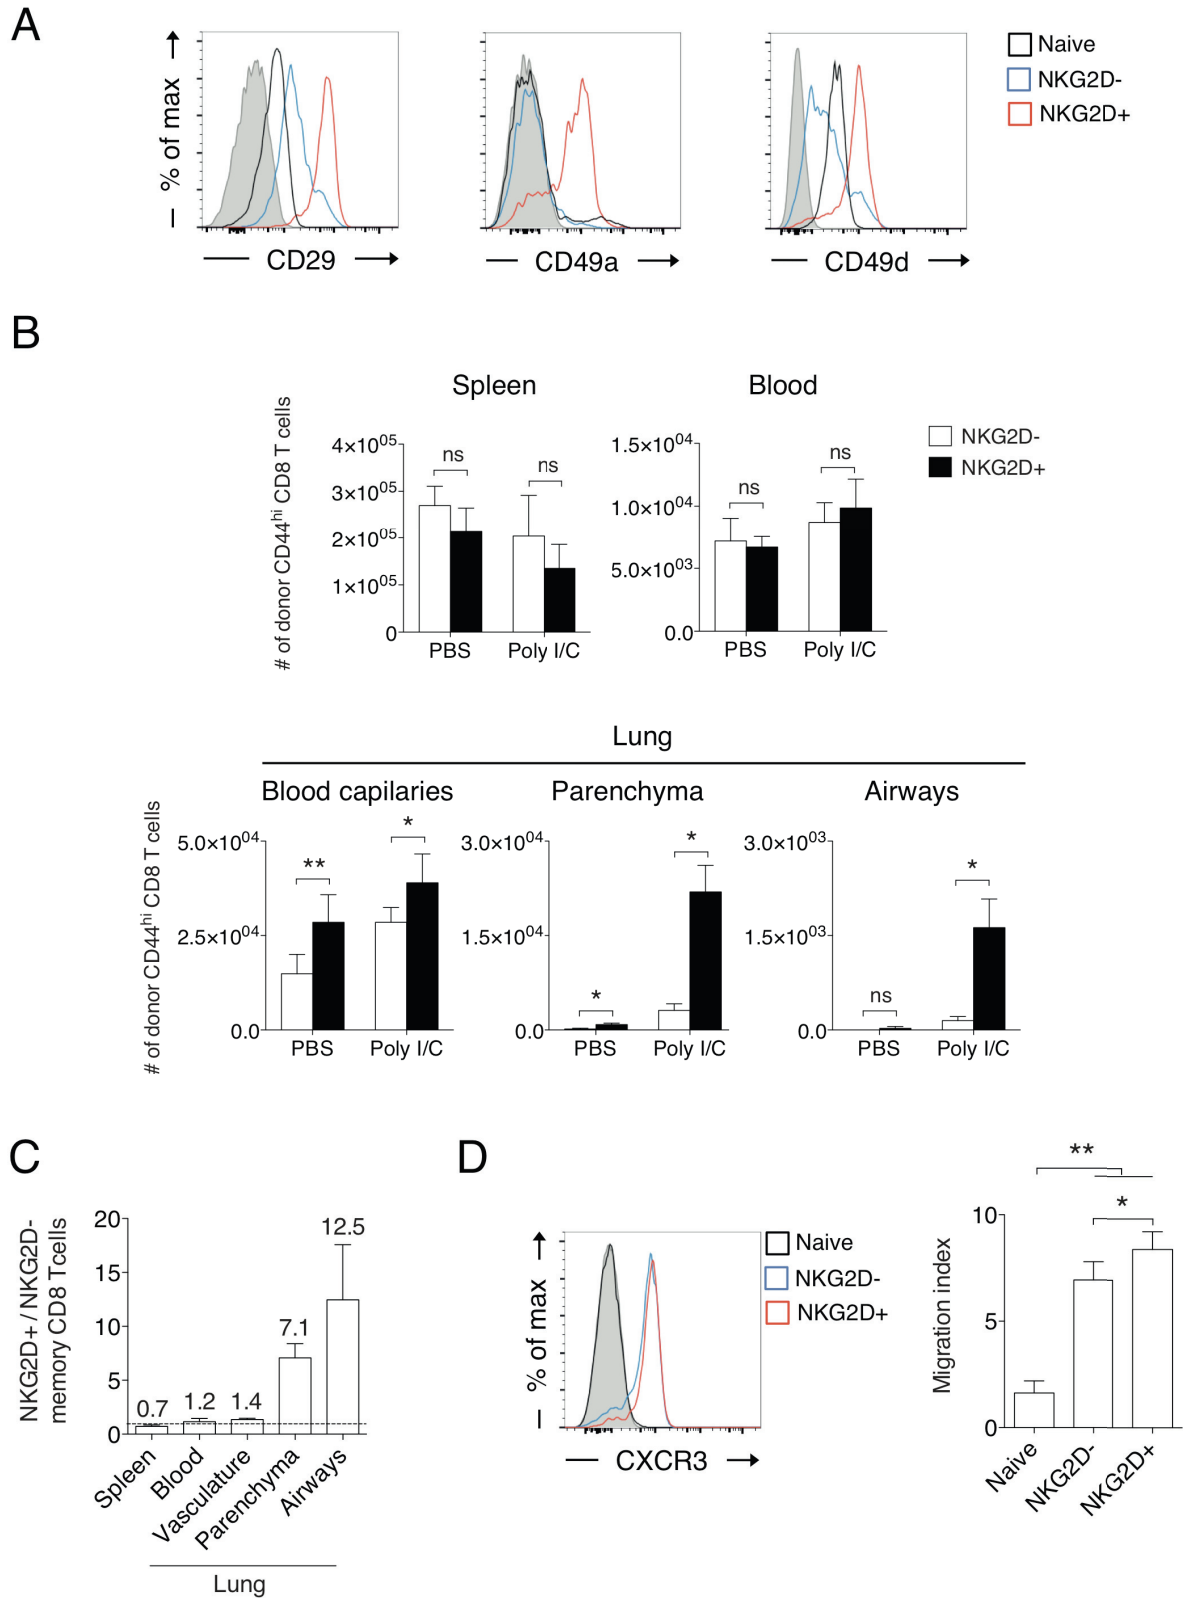 A
% of max
CD29
CD49a
CD49d
Naive
NKG2D-
NKG2D+
B
Spleen
Blood
# of donor CD44hi CD8 T cells
4×10⁰⁵
3×10⁰⁵
2×10⁰⁵
1×10⁰⁵
0
ns
ns
PBS
Poly I/C
1.5×10⁰⁴
1.0×10⁰⁴
5.0×10⁰³
0.0
ns
ns
PBS
Poly I/C
NKG2D-
NKG2D+
Lung
Blood capilaries
Parenchyma
Airways
# of donor CD44hi CD8 T cells
5.0×10⁰⁴
2.5×10⁰⁴
0.0
**
*
PBS
Poly I/C
3.0×10⁰⁴
1.5×10⁰⁴
0.0
*
*
PBS
Poly I/C
3.0×10⁰³
1.5×10⁰³
0.0
ns
*
PBS
Poly I/C
C
NKG2D+ / NKG2D-
memory CD8 Tcells
20
15
10
5
0
0.7
1.2
1.4
7.1
12.5
Spleen
Blood
Vasculature
Parenchyma
Airways
Lung
D
% of max
CXCR3
Naive
NKG2D-
NKG2D+
Migration index
10
5
0
**
*
Naive
NKG2D-
NKG2D+